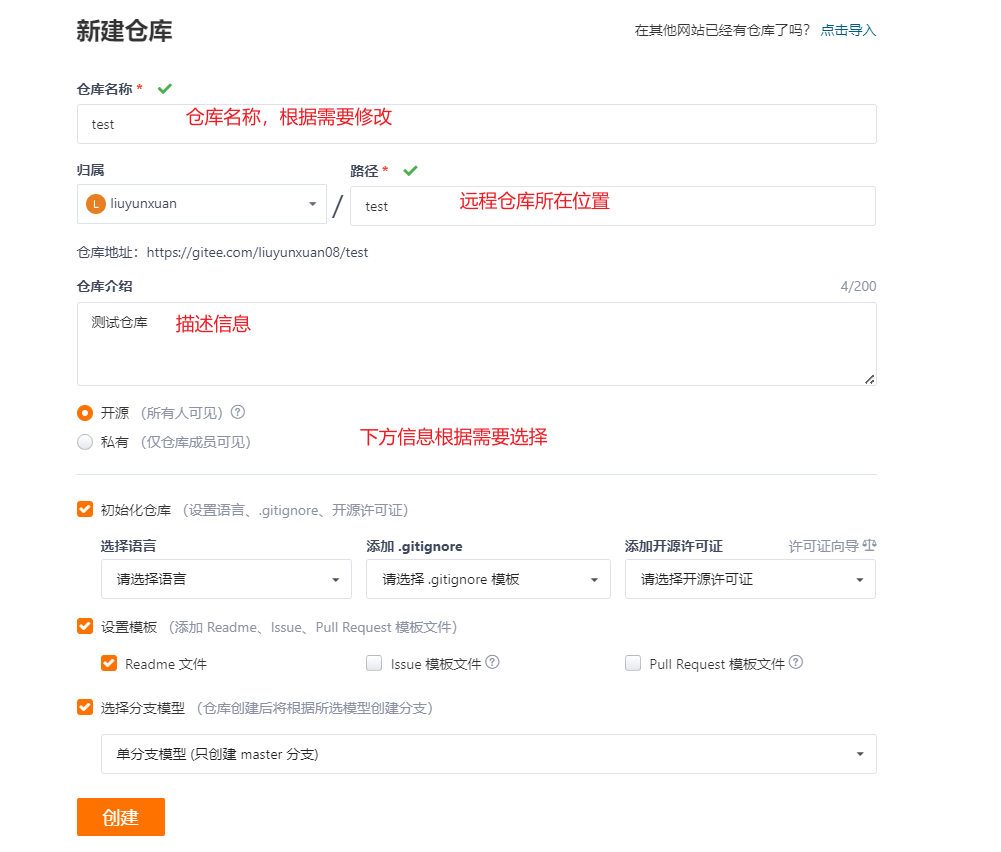 新建仓库
在其他网站已经有仓库了吗? 点击导入
仓库名称 *
test 仓库名称，根据需要修改
归属 路径 *
L liuyunxuan / test 远程仓库所在位置
仓库地址：https://gitee.com/liuyunxuan08/test
仓库介绍 4/200
测试仓库 描述信息
开源 （所有人可见） ?
私有 （仅仓库成员可见）
下方信息根据需要选择
初始化仓库 （设置语言、.gitignore、开源许可证）
选择语言 添加 .gitignore 添加开源许可证 许可证向导
请选择语言 请选择 .gitignore 模板 请选择开源许可证
设置模板 （添加 Readme、Issue、Pull Request 模板文件）
Readme 文件 Issue 模板文件 ? Pull Request 模板文件 ?
选择分支模型 （仓库创建后将根据所选模型创建分支）
单分支模型 (只创建 master 分支)
创建